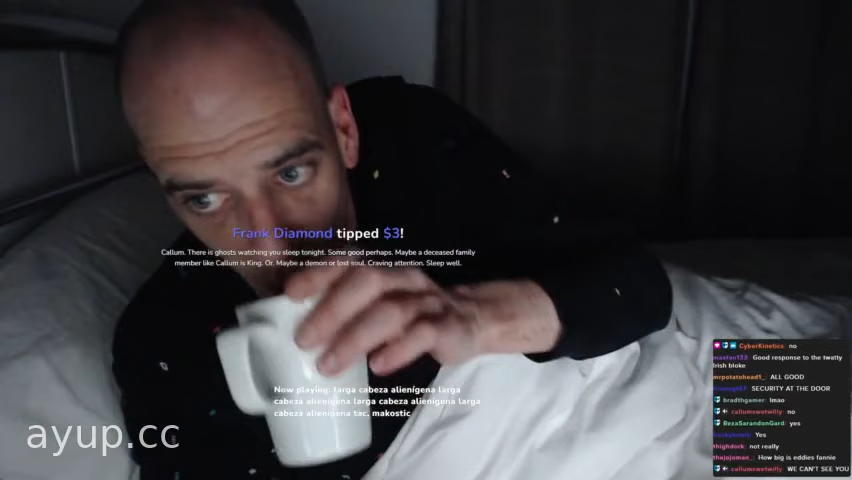 Frank Diamond tipped $3!
Callum. There is ghosts watching you sleep tonight. Some good perhaps. Maybe a deceased family
member like Callum is King. Or. Maybe a demon or lost soul. Craving attention. Sleep well.
Now playing: larga cabeza alienígena larga
cabeza alienígena larga cabeza alienígena larga
cabeza alienígena tac. makostic
ayup.cc
CyberKinetics no
maxton133 Good response to the twatty
Irish bloke
mrpotatohead1_: ALL GOOD
SECURITY AT THE DOOR
bradthgamer: lmao
callumswetwilly: no
RezaSarandonGard: yes
Yes
thighdork: not really
thejojoman_: How big is eddies fannie
callumswetwilly: WE CAN'T SEE YOU